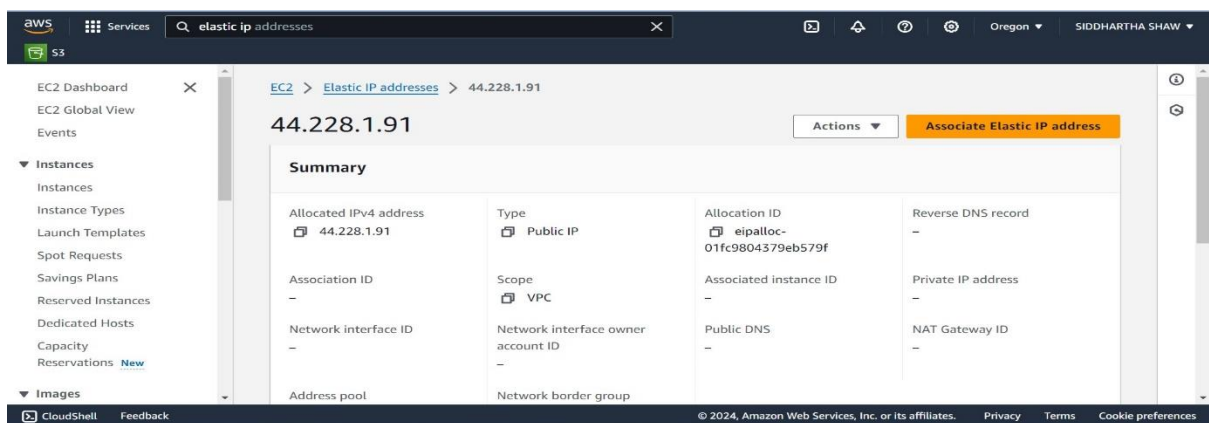 aws Services elastic ip addresses Oregon ▼ SIDDHARTHA SHAW ▼
S3
EC2 Dashboard
EC2 Global View
Events
▼ Instances
Instances
Instance Types
Launch Templates
Spot Requests
Savings Plans
Reserved Instances
Dedicated Hosts
Capacity
Reservations New
▼ Images
EC2 > Elastic IP addresses > 44.228.1.91
44.228.1.91
Actions ▼
Associate Elastic IP address
Summary
Allocated IPv4 address
44.228.1.91
Type
Public IP
Allocation ID
eipalloc-
01fc9804379eb579f
Reverse DNS record
–
Association ID
–
Scope
VPC
Associated instance ID
–
Private IP address
–
Network interface ID
–
Network interface owner
account ID
–
Public DNS
–
NAT Gateway ID
–
Address pool
Network border group
CloudShell Feedback © 2024, Amazon Web Services, Inc. or its affiliates. Privacy Terms Cookie preferences